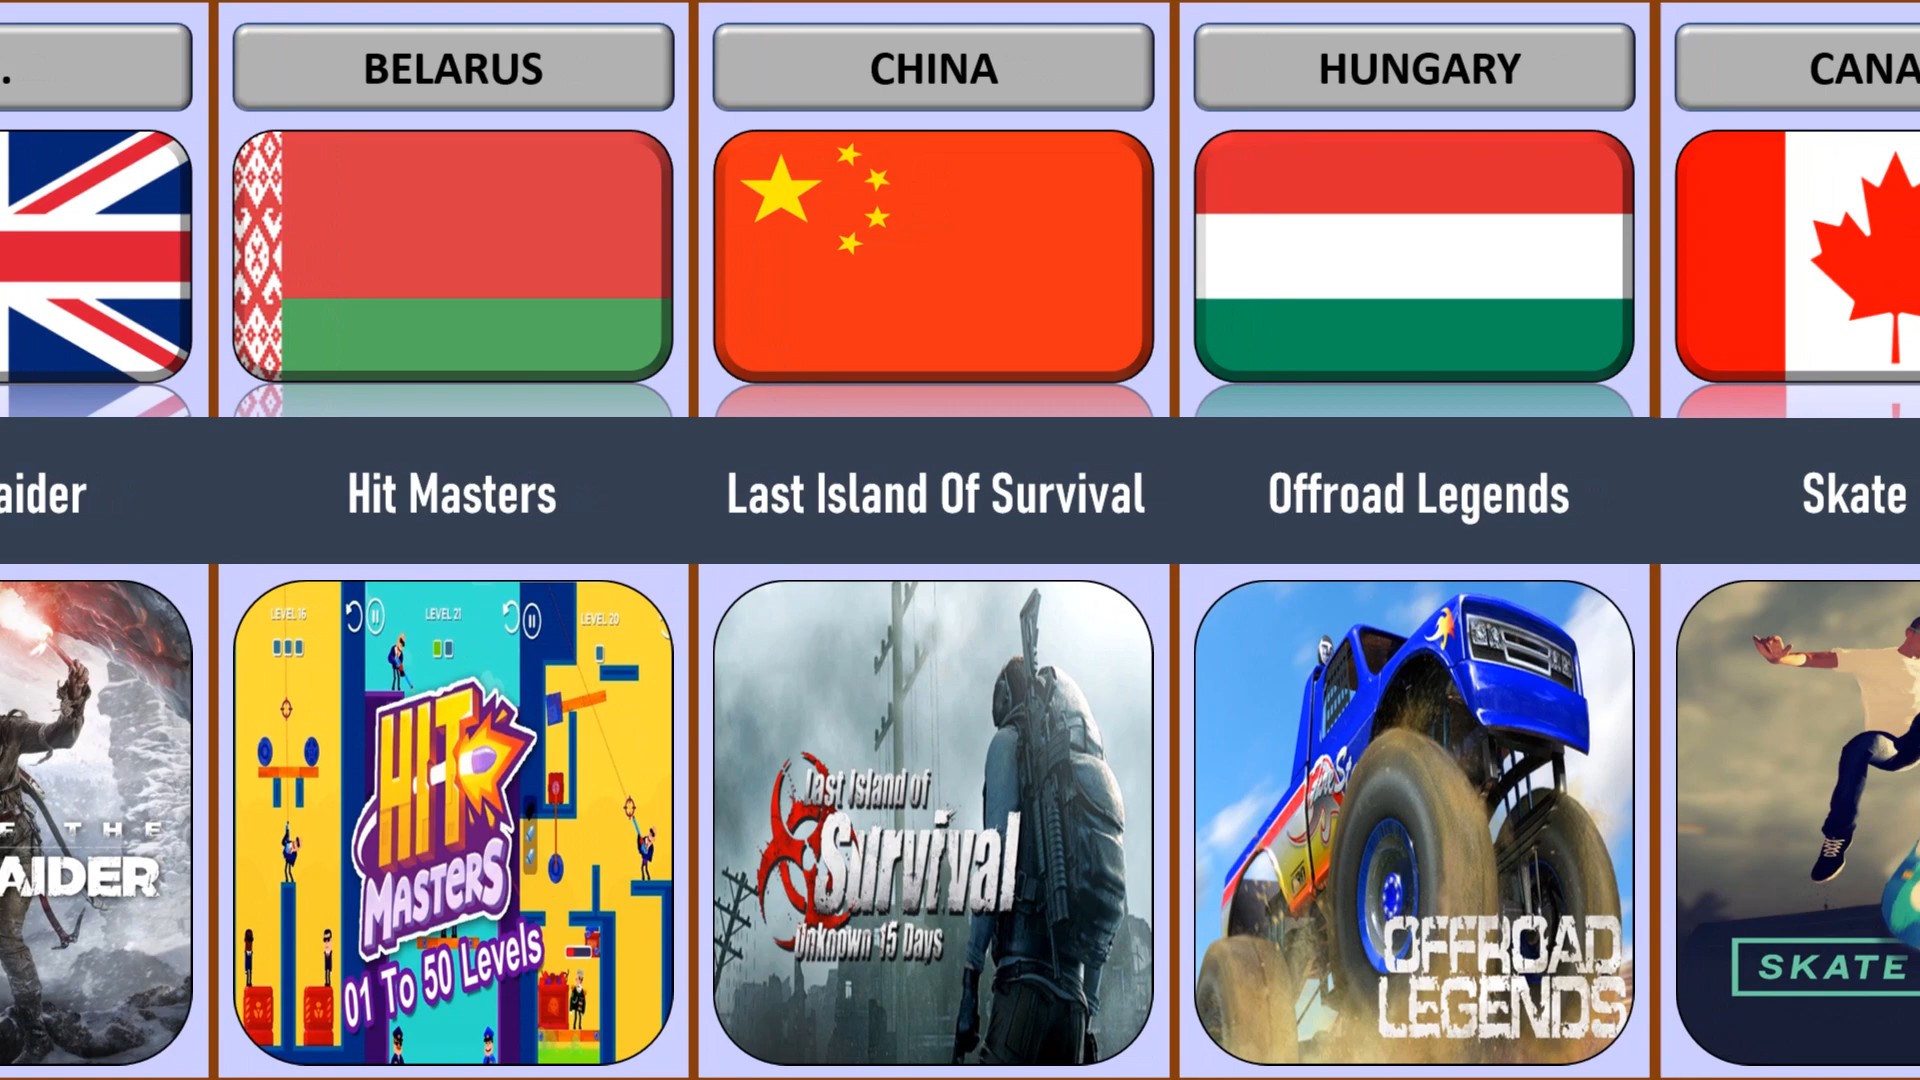 .
BELARUS
CHINA
HUNGARY
CANA
aider
Hit Masters
Last Island Of Survival
Offroad Legends
Skate
F THE
AIDER
LEVEL 16
LEVEL 21
LEVEL 20
HIT
MASTERS
01 To 50 Levels
last Island of
Survival
Unknown 15 Days
OFFROAD
LEGENDS
SKATE